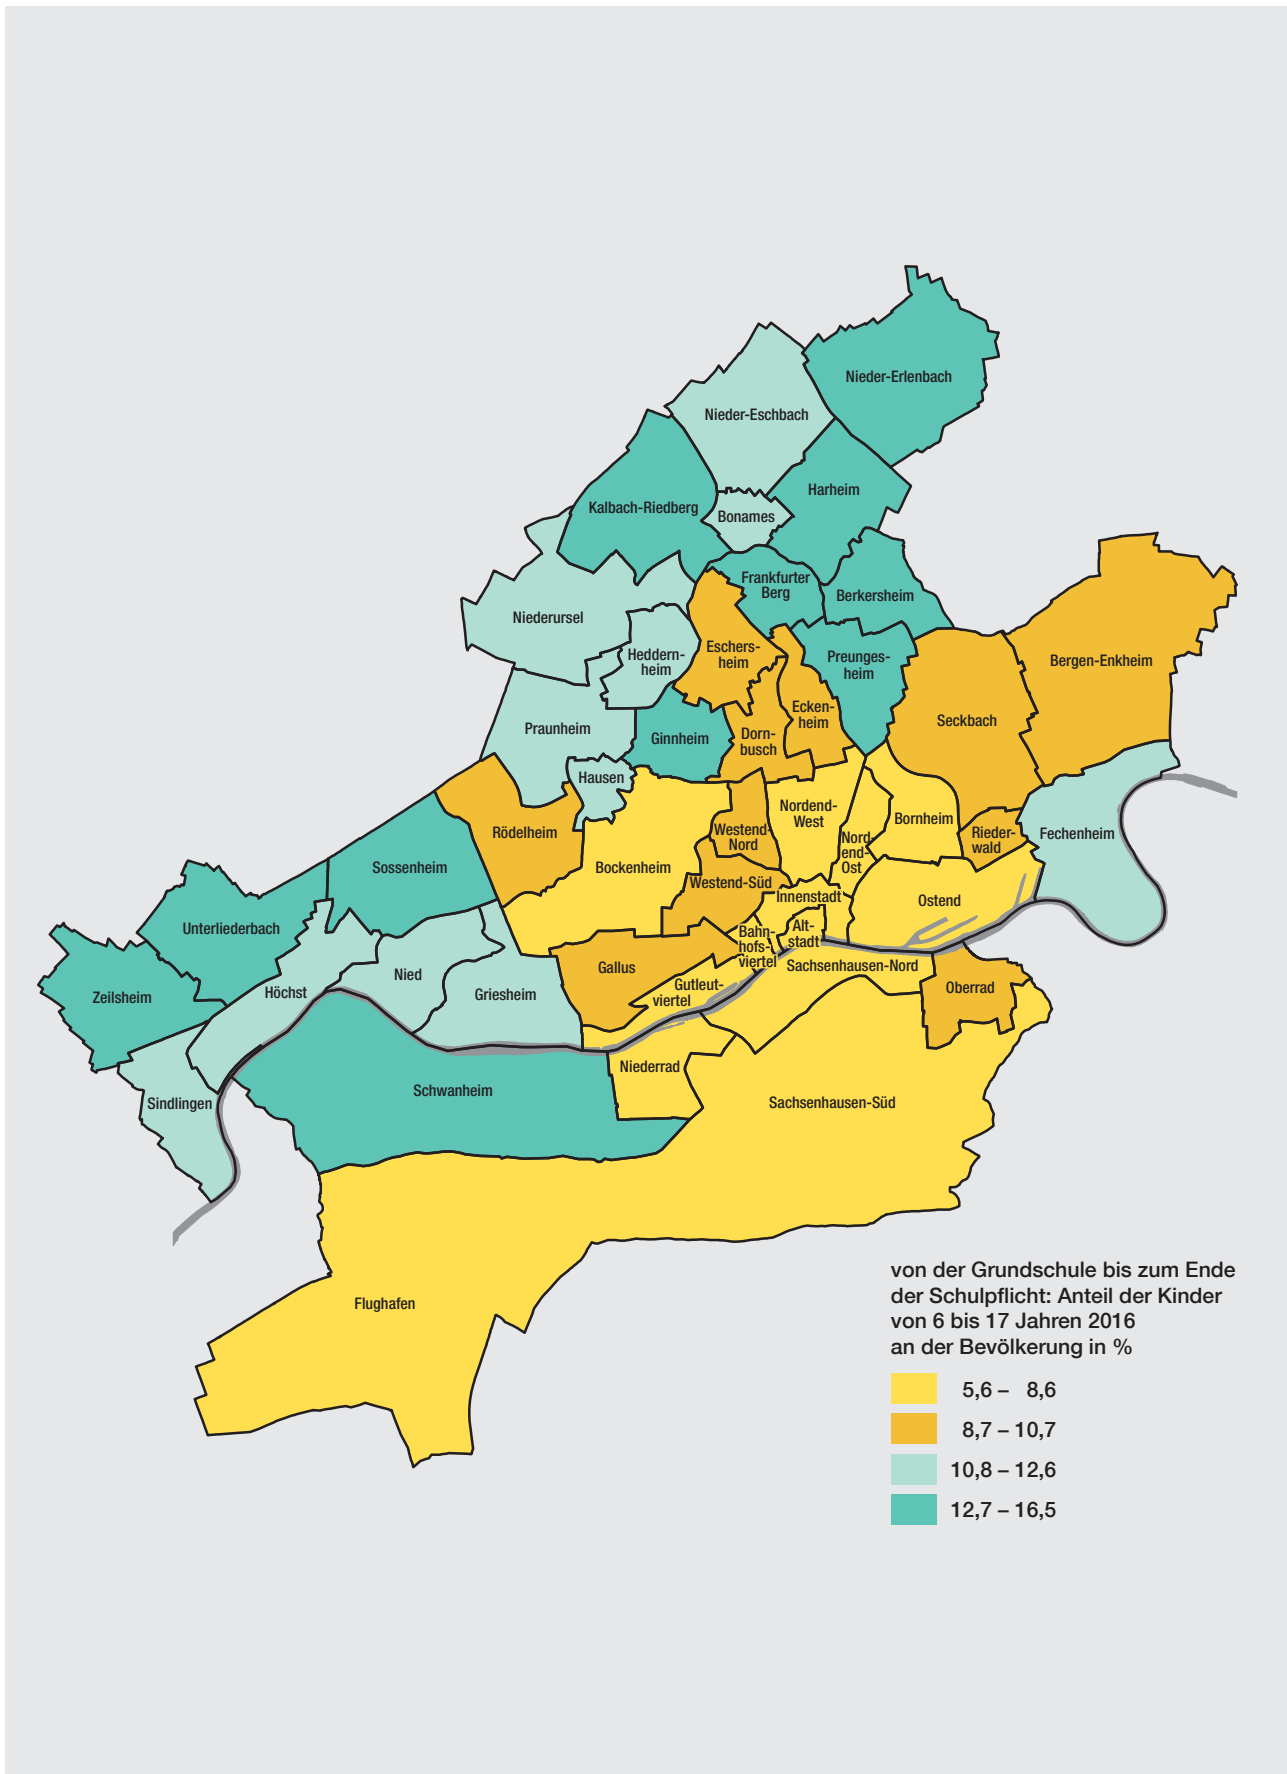 Nieder-Erlenbach
Nieder-Eschbach
Harheim
Kalbach-Riedberg
Bonames
Frankfurter
Berg
Berkersheim
Niederursel
Heddern-
heim
Eschers-
heim
Preunges-
heim
Bergen-Enkheim
Ecken-
heim
Seckbach
Praunheim
Ginnheim
Dorn-
busch
Hausen
Nordend-
West
Bornheim
Rödelheim
Westend-
Nord
Nord-
end-
Ost
Rieder-
wald
Fechenheim
Sossenheim
Bockenheim
Westend-Süd
Innenstadt
Ostend
Unterliederbach
Bahn-
hofs-
viertel
Alt-
stadt
Zeilsheim
Höchst
Nied
Griesheim
Gallus
Gutleut-
viertel
Sachsenhausen-Nord
Oberrad
Niederrad
Schwanheim
Sindlingen
Sachsenhausen-Süd
Flughafen
von der Grundschule bis zum Ende
der Schulpflicht: Anteil der Kinder
von 6 bis 17 Jahren 2016
an der Bevölkerung in %
5,6 – 8,6
8,7 – 10,7
10,8 – 12,6
12,7 – 16,5